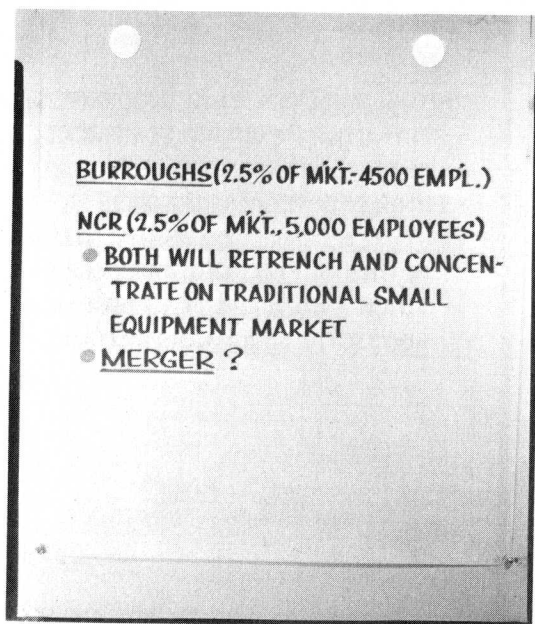 BURROUGHS (2.5% OF MKT.-4500 EMPL.)
NCR (2.5% OF MKT., 5,000 EMPLOYEES)
BOTH WILL RETRENCH AND CONCEN-
TRATE ON TRADITIONAL SMALL
EQUIPMENT MARKET
MERGER ?